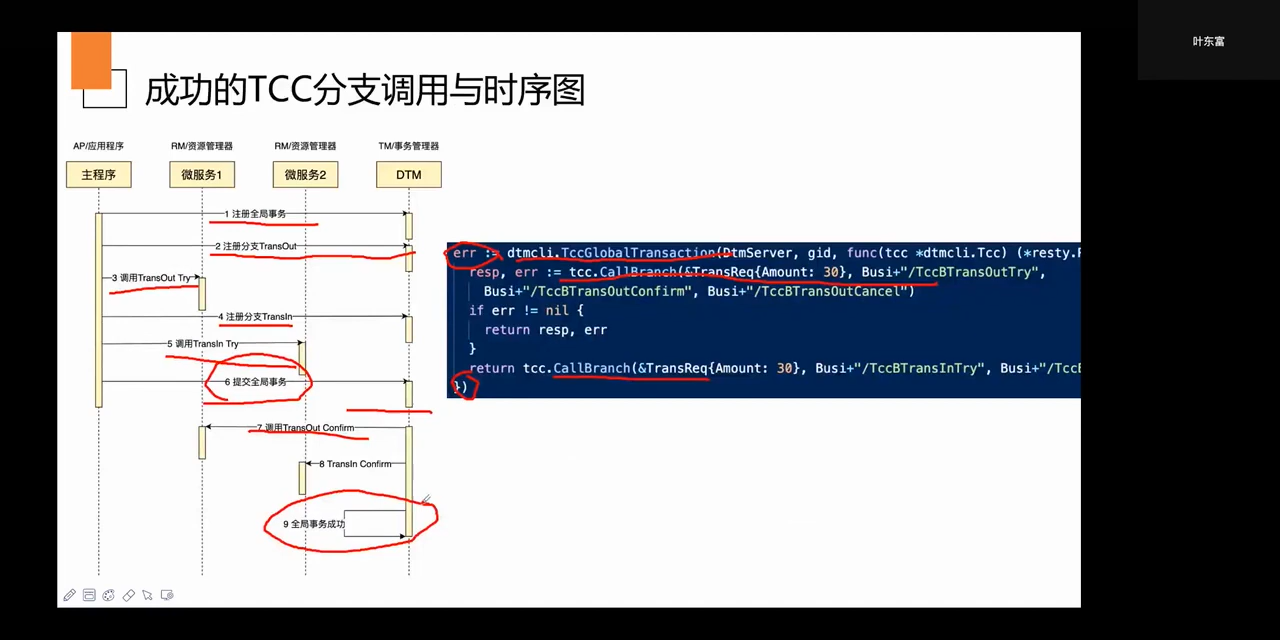 叶东富
成功的TCC分支调用与时序图
AP/应用程序
RM/资源管理器
RM/资源管理器
TM/事务管理器
主程序
微服务1
微服务2
DTM
1 注册全局事务
2 注册分支TransOut
3 调用TransOut Try
4 注册分支TransIn
5 调用TransIn Try
6 提交全局事务
7 调用TransOut Confirm
8 TransIn Confirm
9 全局事务成功
err := dtmcli.TccGlobalTransaction(DtmServer, gid, func(tcc *dtmcli.Tcc) (*resty.R
resp, err := tcc.CallBranch(&TransReq{Amount: 30}, Busi+"/TccBTransOutTry",
Busi+"/TccBTransOutConfirm", Busi+"/TccBTransOutCancel")
if err != nil {
return resp, err
}
return tcc.CallBranch(&TransReq{Amount: 30}, Busi+"/TccBTransInTry", Busi+"/TccB
})